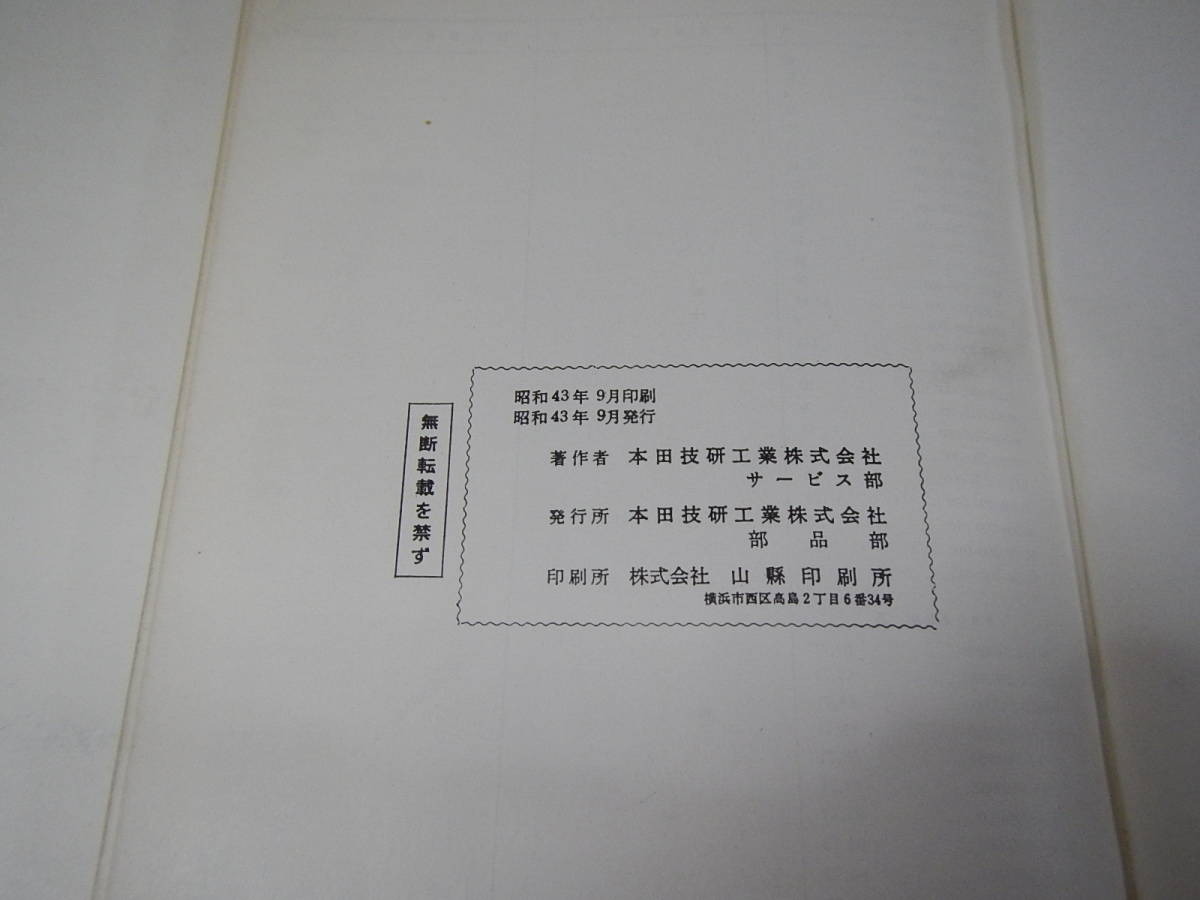 無断転載を禁ず
昭和43年 9月印刷
昭和43年 9月発行
著作者 本田技研工業株式会社
サービス部
発行所 本田技研工業株式会社
部品部
印刷所 株式会社 山縣印刷所
横浜市西区高島2丁目6番34号